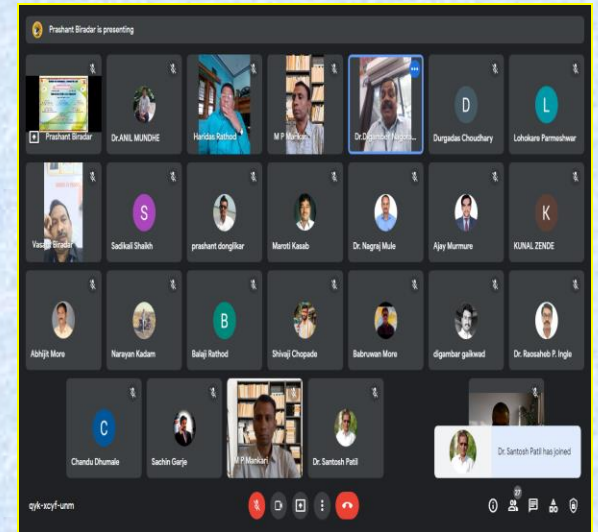 Prashant Biradar is presenting
Prashant Biradar
Dr.ANIL MUNDHE
Haridas Rathod
M P Mankari
Dr.Digamber
Durgadas Choudhary
D
Lohokare Parmeshwar
L
Vasant Biradar
Sadikali Shaikh
S
prashant donglikar
Maroti Kasab
Dr. Nagraj Mule
Ajay Murmure
KUNAL ZENDE
K
Abhijit More
Narayan Kadam
Balaji Rathod
B
Shivaji Chopade
Babruwan More
digambar gaikwad
Dr. Raosaheb P. Ingle
Chandu Dhumale
C
Sachin Garje
M P Mankari
Dr. Santosh Patil
Dr. Santosh Patil has joined
qyk-xcyf-unm
27